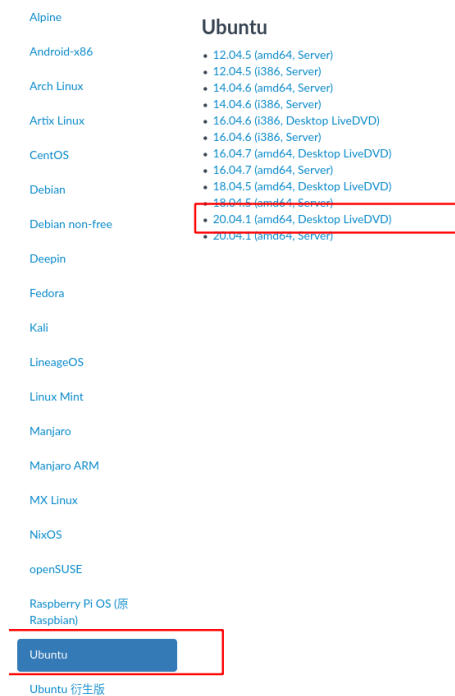 Alpine
Android-x86
Arch Linux
Artix Linux
CentOS
Debian
Debian non-free
Deepin
Fedora
Kali
LineageOS
Linux Mint
Manjaro
Manjaro ARM
MX Linux
NixOS
openSUSE
Raspberry Pi OS (原
Raspbian)
Ubuntu
Ubuntu 衍生版
Ubuntu
12.04.5 (amd64, Server)
12.04.5 (i386, Server)
14.04.6 (amd64, Server)
14.04.6 (i386, Server)
16.04.6 (i386, Desktop LiveDVD)
16.04.6 (i386, Server)
16.04.7 (amd64, Desktop LiveDVD)
16.04.7 (amd64, Server)
18.04.5 (amd64, Desktop LiveDVD)
18.04.5 (amd64, Server)
20.04.1 (amd64, Desktop LiveDVD)
20.04.1 (amd64, Server)